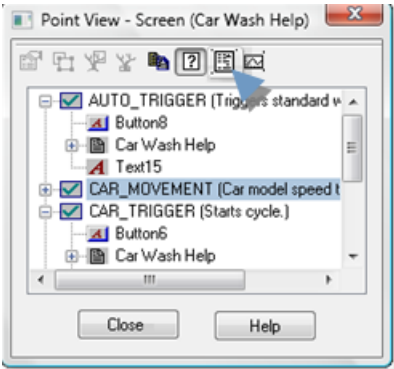 Point View - Screen (Car Wash Help)
AUTO_TRIGGER (Triggers standard w
Button8
Car Wash Help
Text15
CAR_MOVEMENT (Car model speed t
CAR_TRIGGER (Starts cycle.)
Button6
Car Wash Help
Close Help